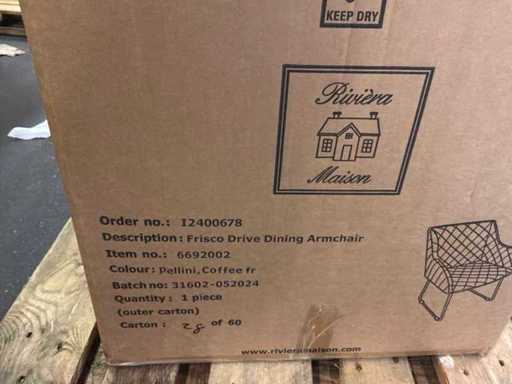 KEEP DRY
Rivièra
Maison
Order no.: I2400678
Description: Frisco Drive Dining Armchair
Item no.: 6692002
Colour: Pellini,Coffee fr
Batch no: 31602-052024
Quantity : 1 piece
(outer carton)
Carton : 28 of 60
www.rivieramaison.com